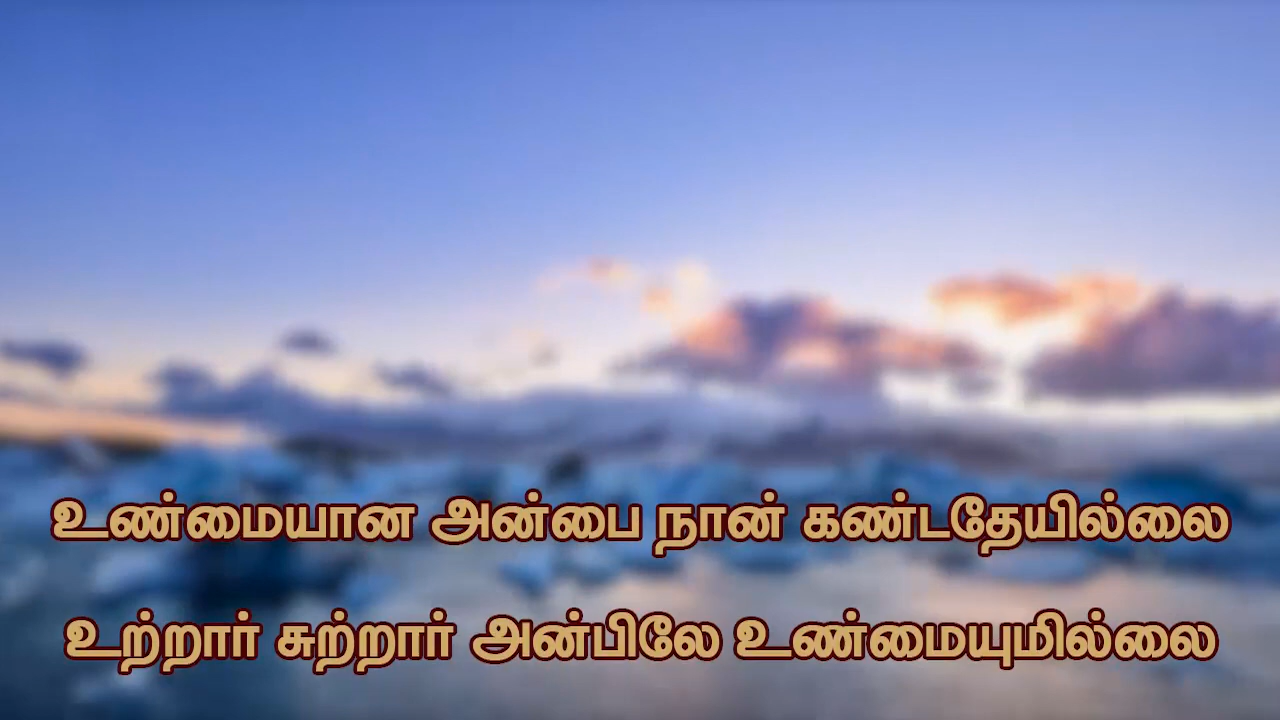 உண்மையான அன்பை நான் கண்டதேயில்லை
உற்றார் சுற்றார் அன்பிலே உண்மையுமில்லை